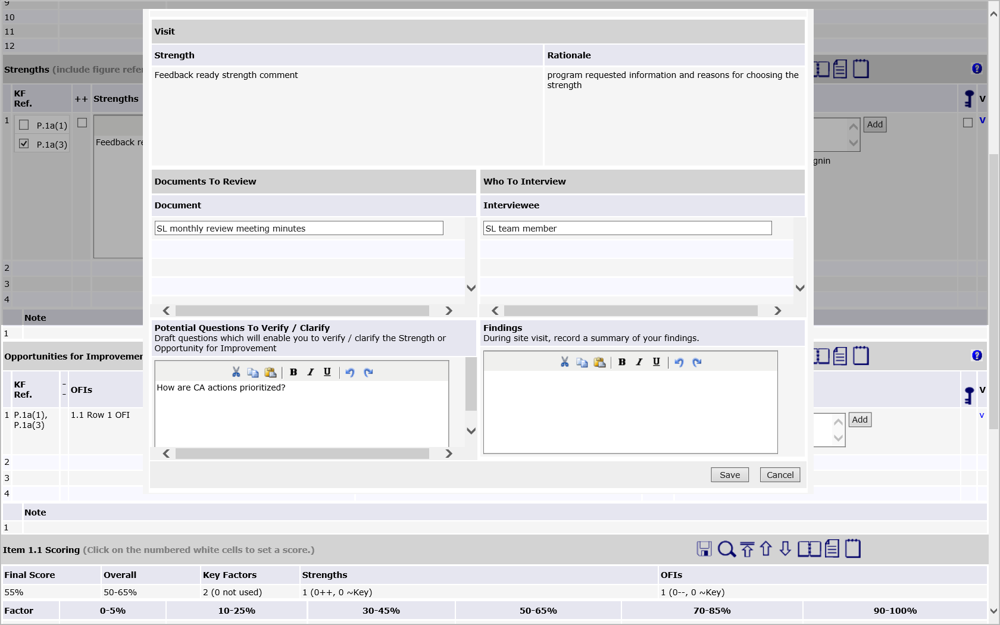 9
10
11
12
Visit
Strength
Rationale
Feedback ready strength comment
program requested information and reasons for choosing the
strength
Strengths (include figure refer
KF
Ref.
++
Strengths
V
1
P.1a(1)
P.1a(3)
Feedback re
Add
V
gnin
Documents To Review
Who To Interview
Document
Interviewee
SL monthly review meeting minutes
SL team member
2
3
4
Note
1
Potential Questions To Verify / Clarify
Draft questions which will enable you to verify / clarify the Strength or
Opportunity for Improvement
Findings
During site visit, record a summary of your findings.
B I U
B I U
How are CA actions prioritized?
Opportunities for Improvemen
KF
Ref.
-
-
OFIs
V
1
P.1a(1),
P.1a(3)
1.1 Row 1 OFI
Add
v
2
3
4
Save
Cancel
Note
1
Item 1.1 Scoring (Click on the numbered white cells to set a score.)
Final Score
Overall
Key Factors
Strengths
OFIs
55%
50-65%
2 (0 not used)
1 (0++, 0 ~Key)
1 (0--, 0 ~Key)
Factor
0-5%
10-25%
30-45%
50-65%
70-85%
90-100%